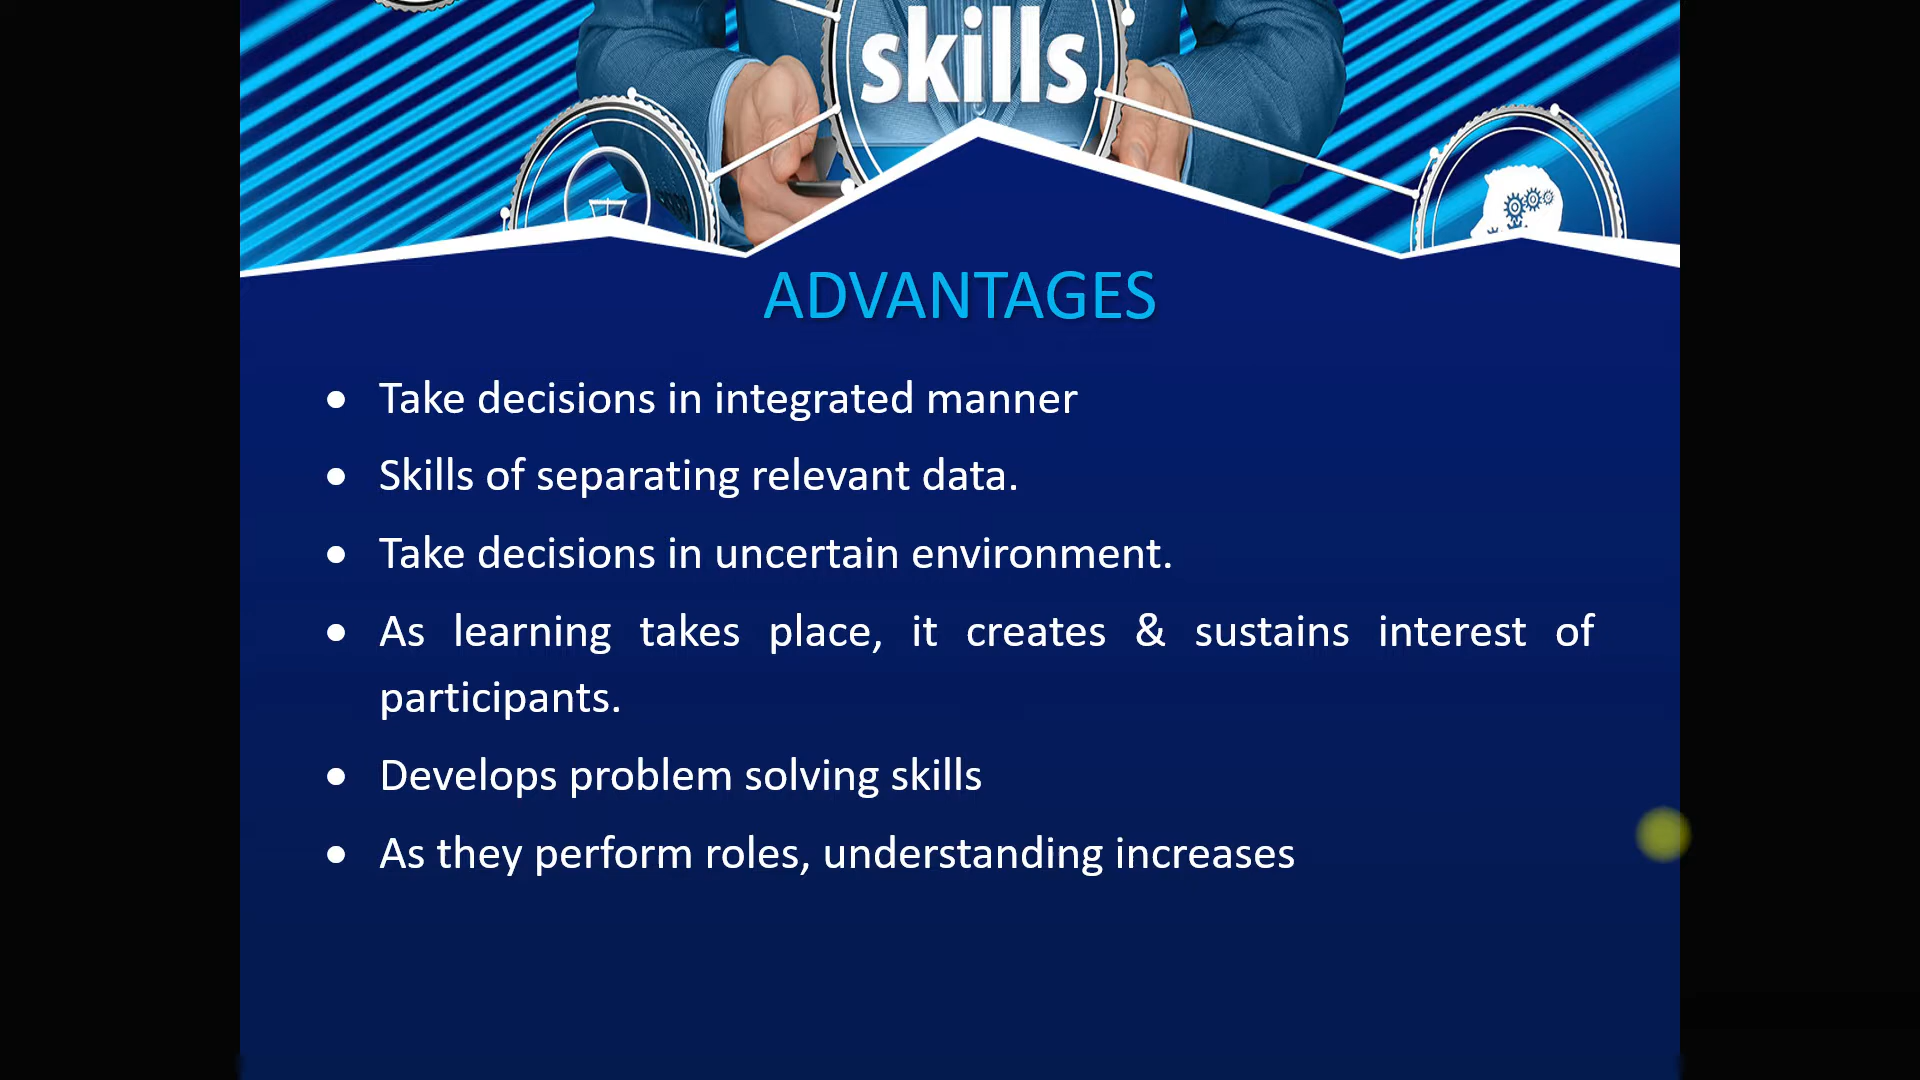 skills
ADVANTAGES
• Take decisions in integrated manner
• Skills of separating relevant data.
• Take decisions in uncertain environment.
• As learning takes place, it creates & sustains interest of
participants.
• Develops problem solving skills
• As they perform roles, understanding increases